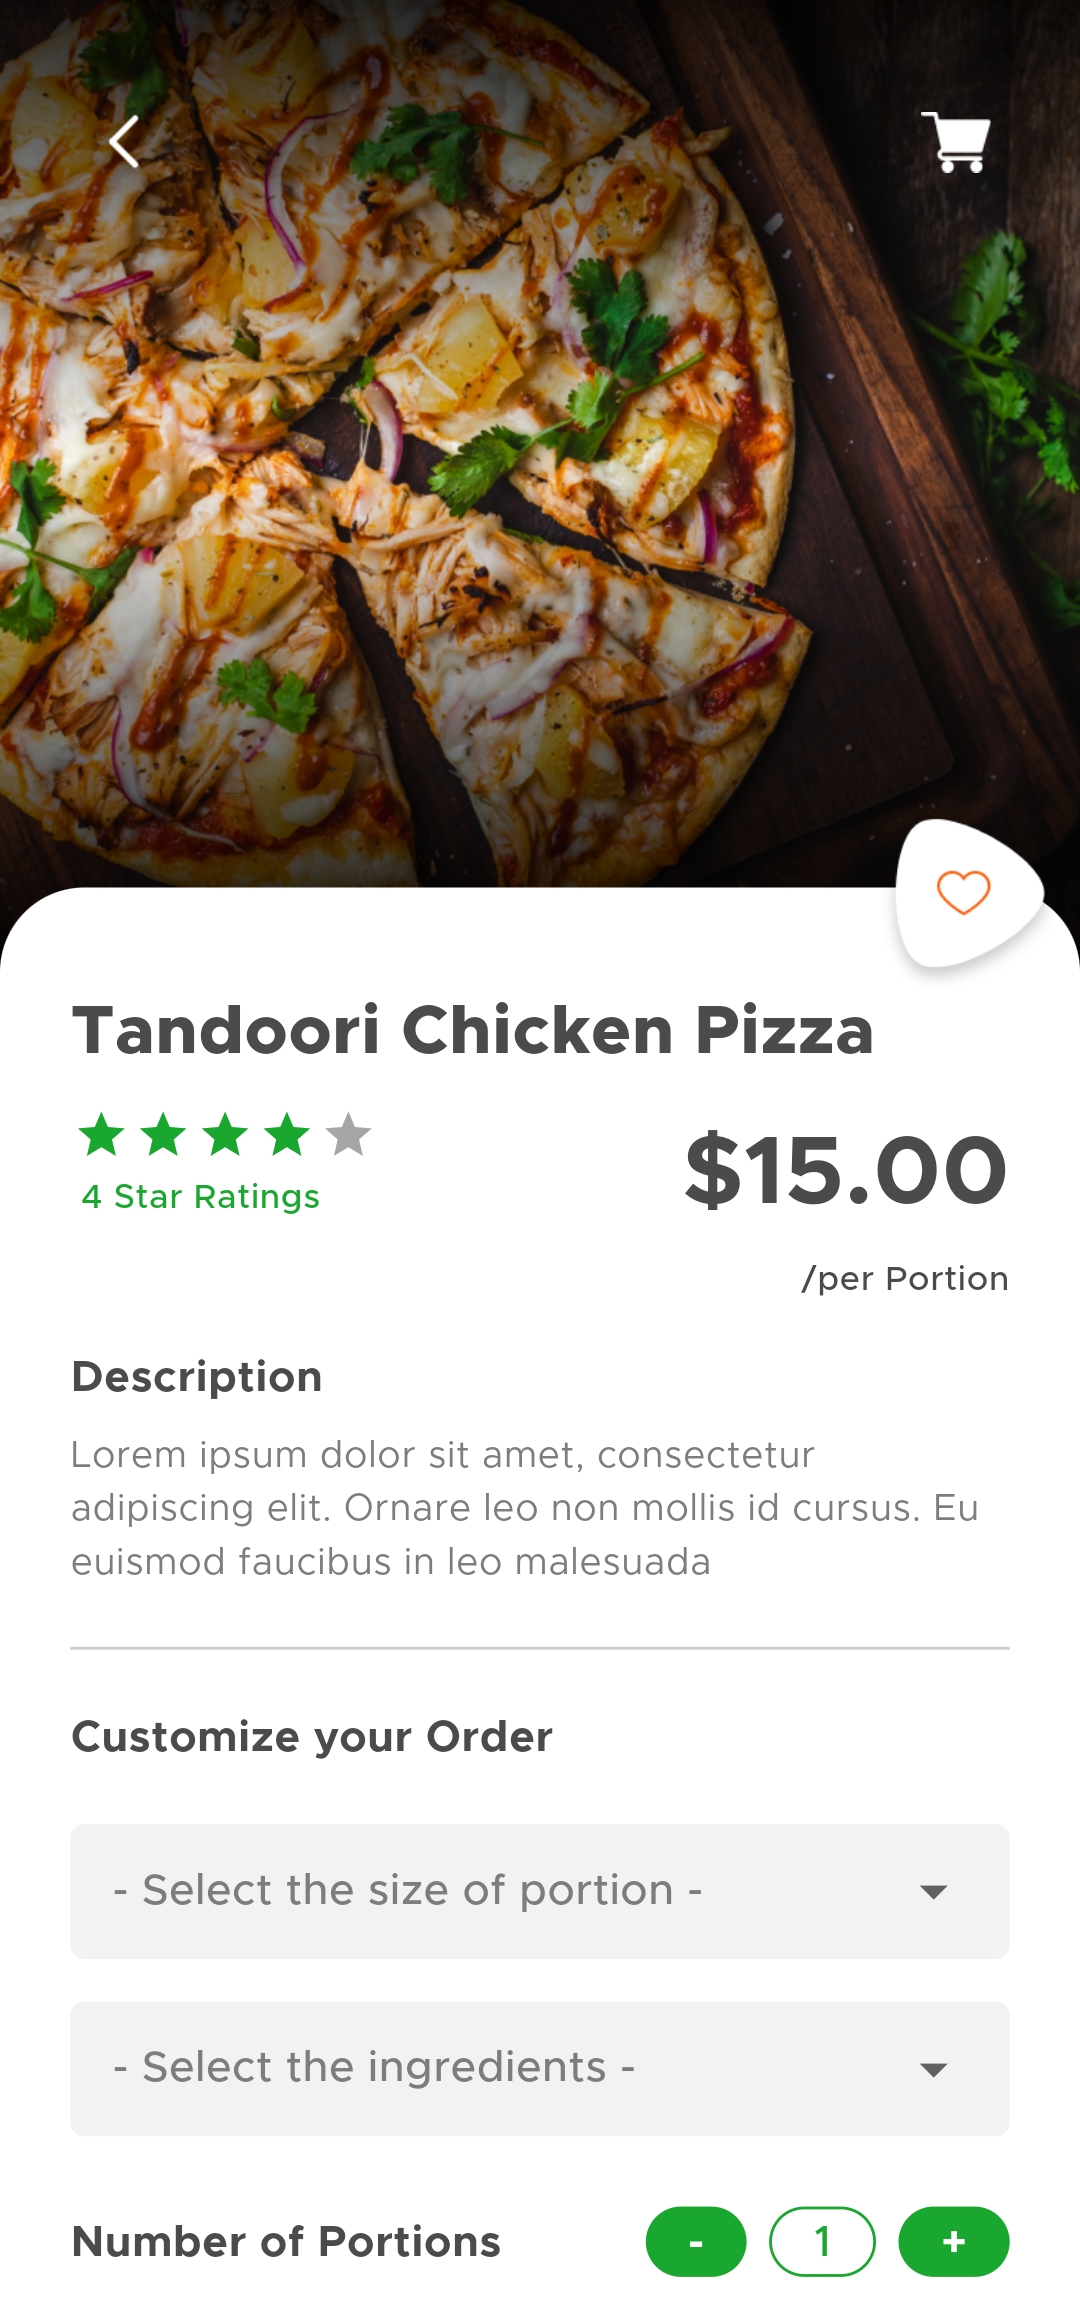 Tandoori Chicken Pizza
4 Star Ratings
$15.00
/per Portion
Description
Lorem ipsum dolor sit amet, consectetur
adipiscing elit. Ornare leo non mollis id cursus. Eu
euismod faucibus in leo malesuada
Customize your Order
- Select the size of portion -
- Select the ingredients -
Number of Portions - 1 +